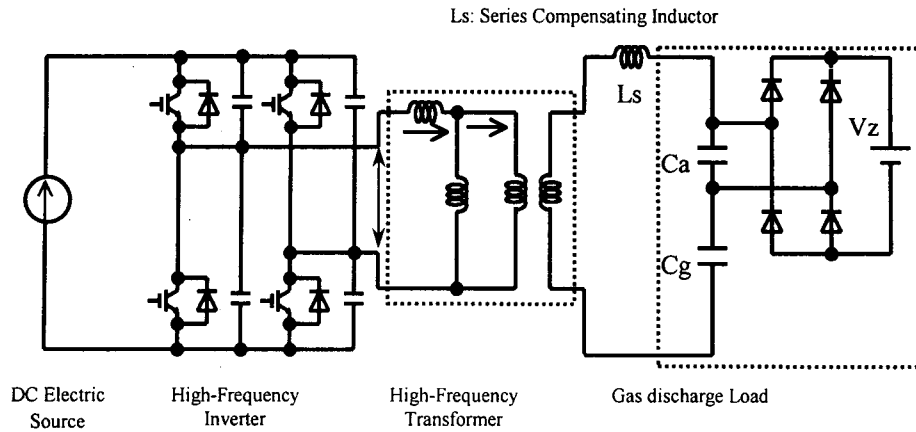 Ls: Series Compensating Inductor
Ls
Vz
Ca
Cg
DC Electric
Source
High-Frequency
Inverter
High-Frequency
Transformer
Gas discharge Load